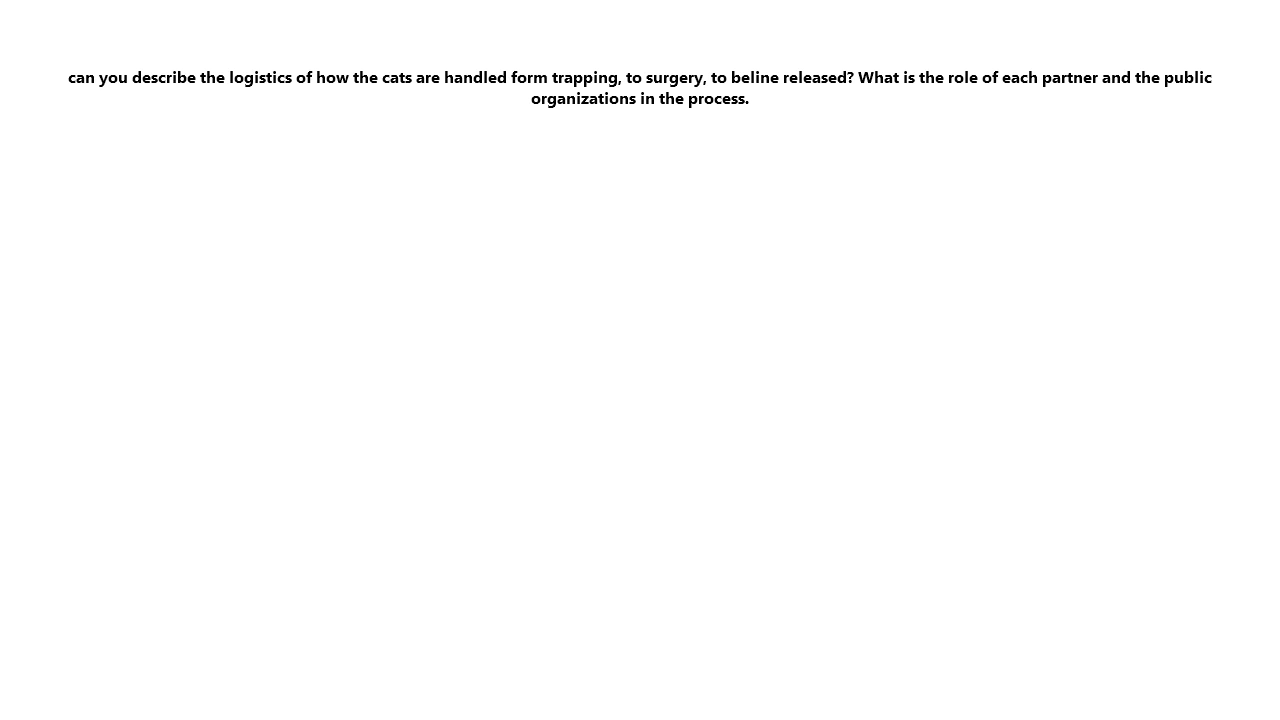 can you describe the logistics of how the cats are handled form trapping, to surgery, to beline released? What is the role of each partner and the public
organizations in the process.